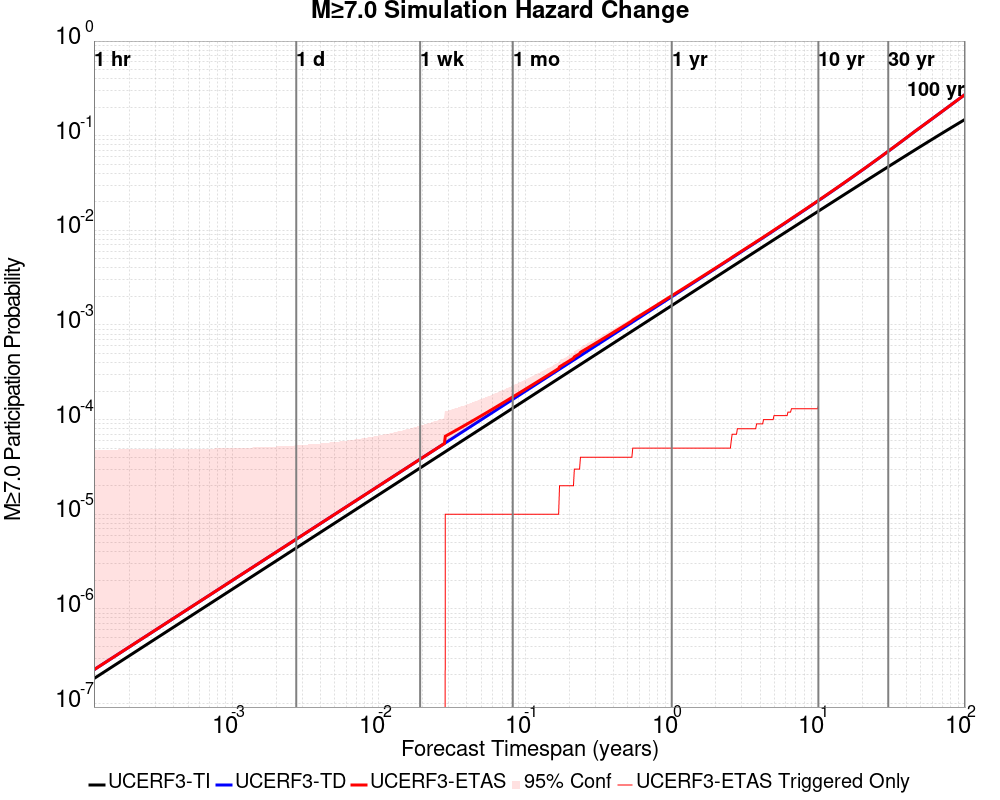 M≥7.0 Simulation Hazard Change
1 hr
1 d
1 wk
1 mo
1 yr
10 yr
30 yr
100 yr
10^0
10^-1
10^-2
10^-3
10^-4
10^-5
10^-6
10^-7
M≥7.0 Participation Probability
10^-3
10^-2
10^-1
10^0
10^1
10^2
Forecast Timespan (years)
UCERF3-TI UCERF3-TD UCERF3-ETAS 95% Conf UCERF3-ETAS Triggered Only